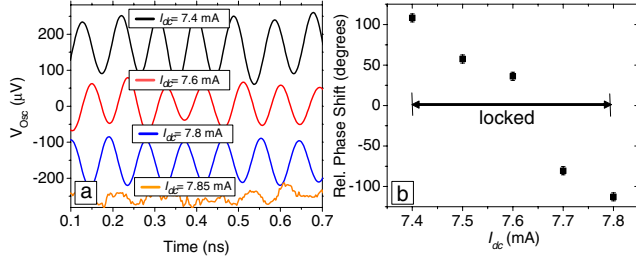 200
100
0
-100
-200
V_Osc (μV)
I_dc = 7.4 mA
I_dc = 7.6 mA
I_dc = 7.8 mA
I_dc = 7.85 mA
a
0.1 0.2 0.3 0.4 0.5 0.6 0.7
Time (ns)
100
50
0
-50
-100
Rel. Phase Shift (degrees)
locked
b
7.4 7.5 7.6 7.7 7.8
I_dc (mA)